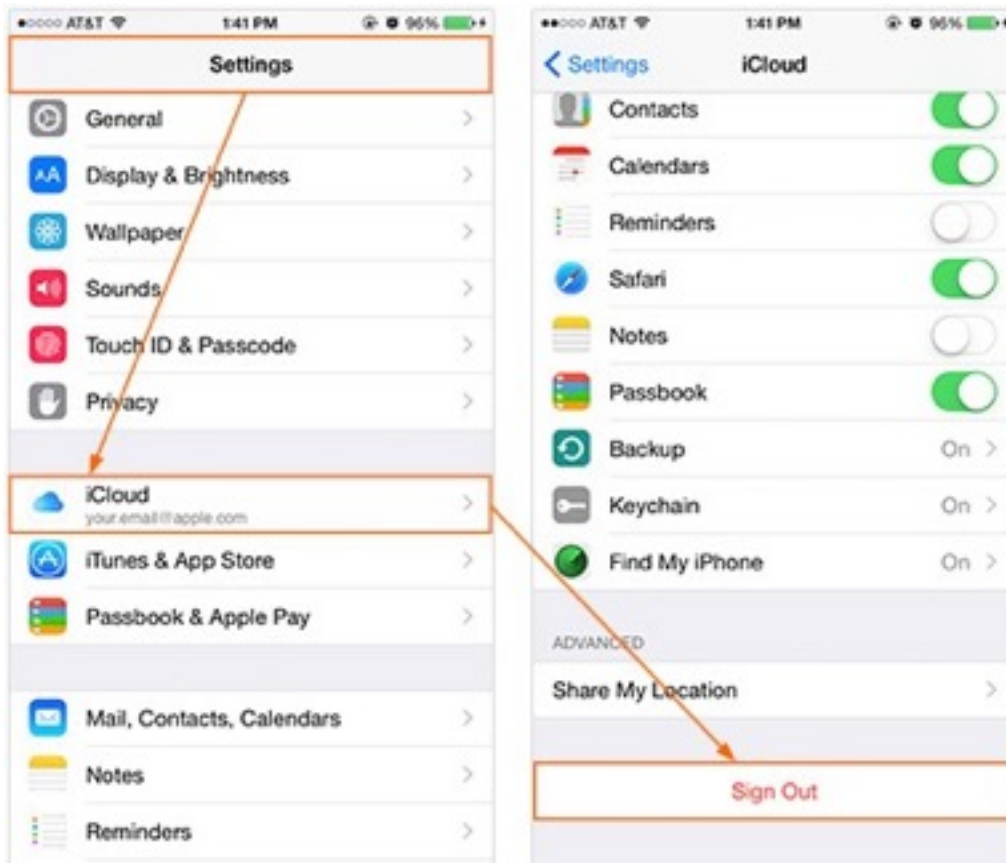 AT&T 1:41 PM 96%
Settings
General
Display & Brightness
Wallpaper
Sounds
Touch ID & Passcode
Privacy
iCloud
your.email@apple.com
iTunes & App Store
Passbook & Apple Pay
Mail, Contacts, Calendars
Notes
Reminders
AT&T 1:41 PM 96%
Settings iCloud
Contacts
Calendars
Reminders
Safari
Notes
Passbook
Backup On
Keychain On
Find My iPhone On
ADVANCED
Share My Location
Sign Out